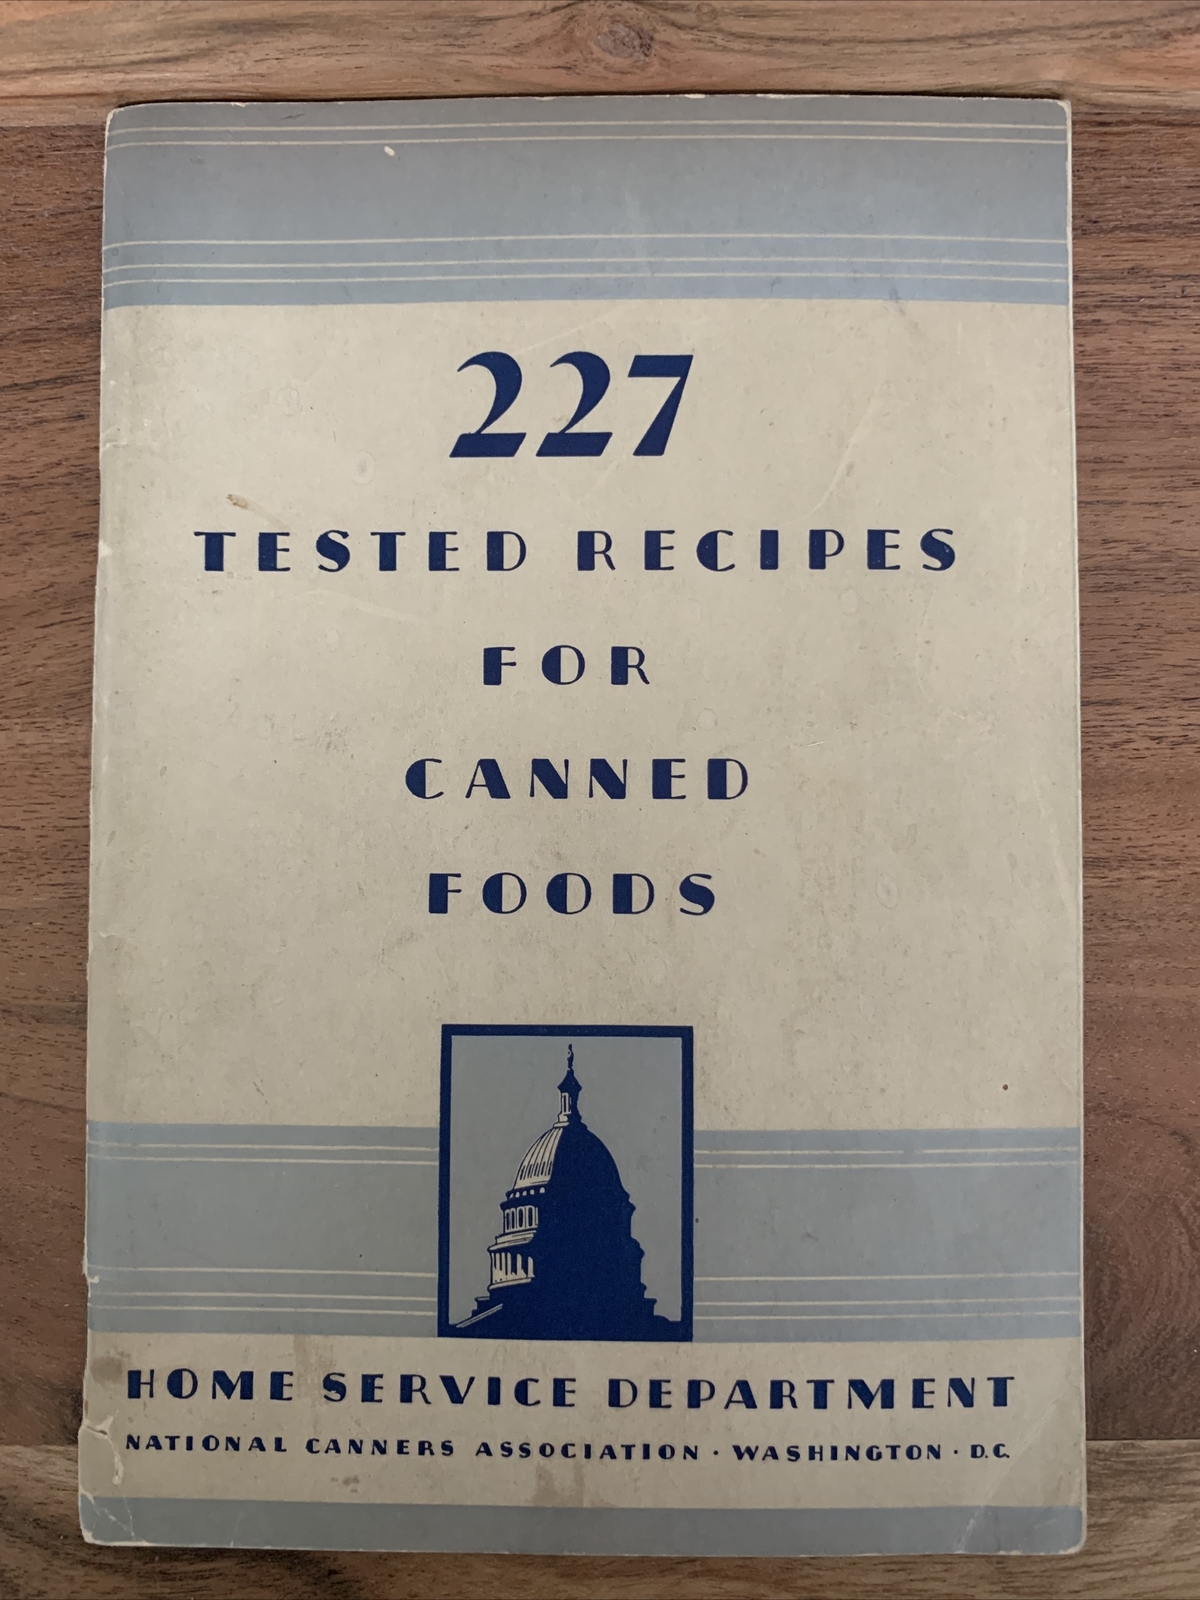 227
TESTED RECIPES
FOR
CANNED
FOODS
HOME SERVICE DEPARTMENT
NATIONAL CANNERS ASSOCIATION · WASHINGTON · D.C.